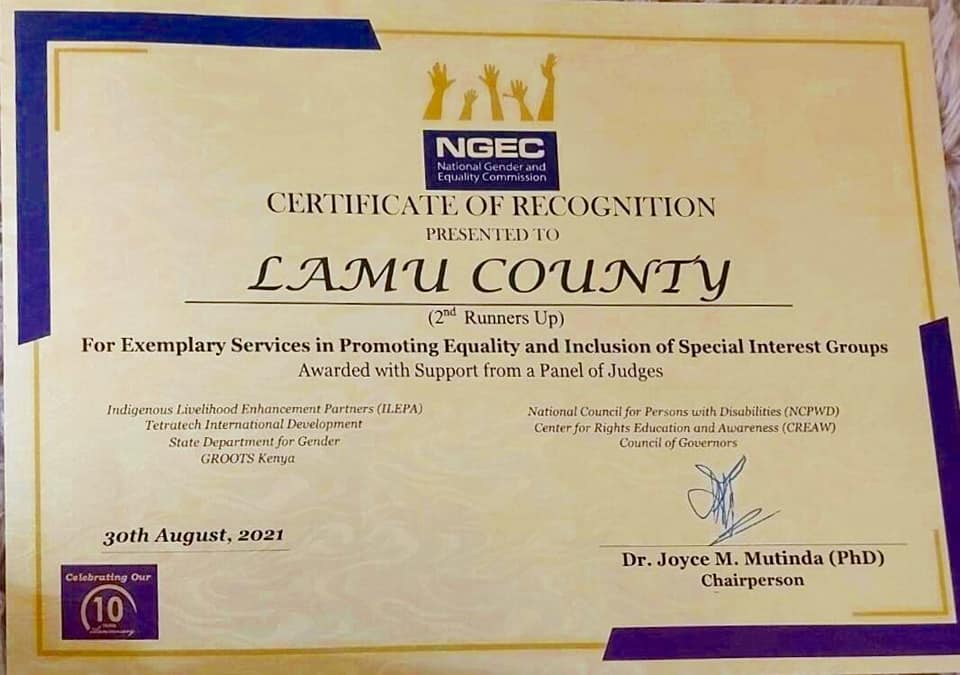 NGEC
National Gender and
Equality Commission
CERTIFICATE OF RECOGNITION
PRESENTED TO
LAMU COUNTY
(2nd Runners Up)
For Exemplary Services in Promoting Equality and Inclusion of Special Interest Groups
Awarded with Support from a Panel of Judges
Indigenous Livelihood Enhancement Partners (ILEPA)
Tetratech International Development
State Department for Gender
GROOTS Kenya
National Council for Persons with Disabilities (NCPWD)
Center for Rights Education and Awareness (CREAW)
Council of Governors
30th August, 2021
Dr. Joyce M. Mutinda (PhD)
Chairperson
Celebrating Our
10
YEARS
Anniversary